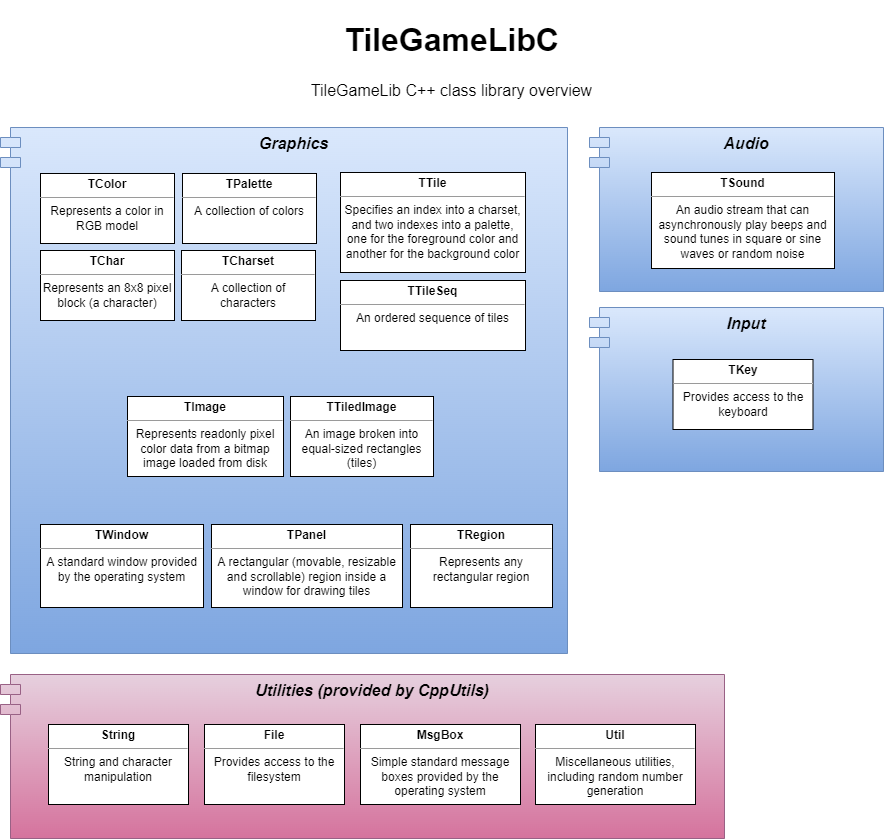 TileGameLibC
TileGameLib C++ class library overview
Graphics
TColor
Represents a color in
RGB model
TPalette
A collection of colors
TTile
Specifies an index into a charset,
and two indexes into a palette,
one for the foreground color and
another for the background color
TChar
Represents an 8x8 pixel
block (a character)
TCharset
A collection of
characters
TTileSeq
An ordered sequence of tiles
TImage
Represents readonly pixel
color data from a bitmap
image loaded from disk
TTiledImage
An image broken into
equal-sized rectangles
(tiles)
TWindow
A standard window provided
by the operating system
TPanel
A rectangular (movable, resizable
and scrollable) region inside a
window for drawing tiles
TRegion
Represents any
rectangular region
Audio
TSound
An audio stream that can
asynchronously play beeps and
sound tunes in square or sine
waves or random noise
Input
TKey
Provides access to the
keyboard
Utilities (provided by CppUtils)
String
String and character
manipulation
File
Provides access to the
filesystem
MsgBox
Simple standard message
boxes provided by the
operating system
Util
Miscellaneous utilities,
including random number
generation